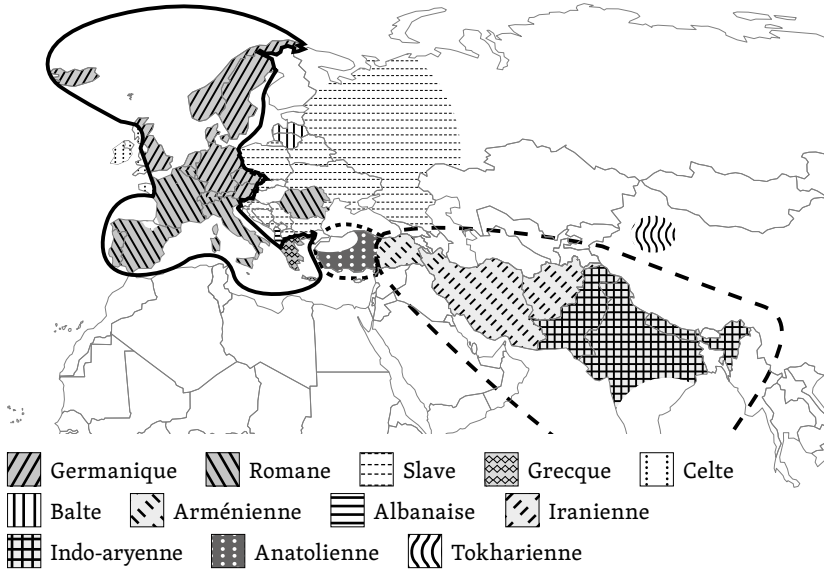 Germanique Romane Slave Grecque Celte
Balte Arménienne Albanaise Iranienne
Indo-aryenne Anatolienne Tokharienne